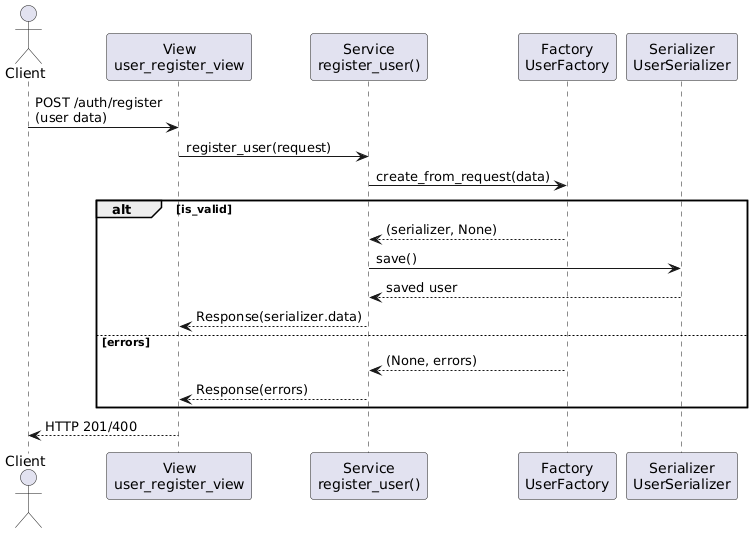 Client
View
user_register_view
Service
register_user()
Factory
UserFactory
Serializer
UserSerializer
POST /auth/register
(user data)
register_user(request)
create_from_request(data)
alt [is_valid]
(serializer, None)
save()
saved user
Response(serializer.data)
[errors]
(None, errors)
Response(errors)
HTTP 201/400
Client
View
user_register_view
Service
register_user()
Factory
UserFactory
Serializer
UserSerializer